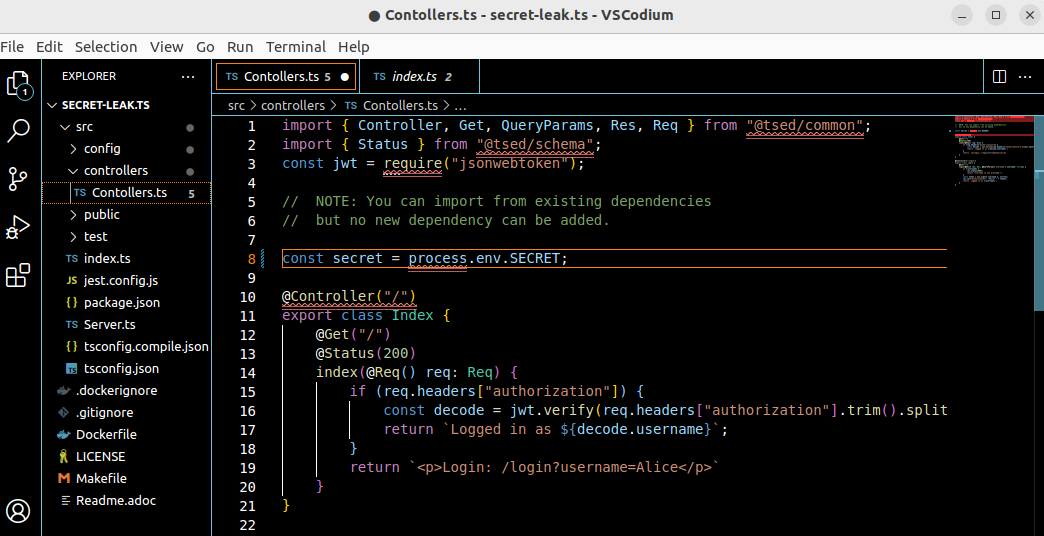 Contollers.ts - secret-leak.ts - VSCodium
File Edit Selection View Go Run Terminal Help
EXPLORER
TS Contollers.ts 5
TS index.ts 2
SECRET-LEAK.TS
src
config
controllers
TS Contollers.ts 5
public
test
TS index.ts
JS jest.config.js
{ } package.json
TS Server.ts
{ } tsconfig.compile.json
TS tsconfig.json
.dockerignore
.gitignore
Dockerfile
LICENSE
M Makefile
Readme.adoc
1
src > controllers > TS Contollers.ts > ...
1 import { Controller, Get, QueryParams, Res, Req } from "@tsed/common";
2 import { Status } from "@tsed/schema";
3 const jwt = require("jsonwebtoken");
4
5 //  NOTE: You can import from existing dependencies
6 //  but no new dependency can be added.
7
8 const secret = process.env.SECRET;
9
10 @Controller("/")
11 export class Index {
12     @Get("/")
13     @Status(200)
14     index(@Req() req: Req) {
15         if (req.headers["authorization"]) {
16             const decode = jwt.verify(req.headers["authorization"].trim().split
17             return `Logged in as ${decode.username}`;
18         }
19         return `<p>Login: /login?username=Alice</p>`
20     }
21 }
22